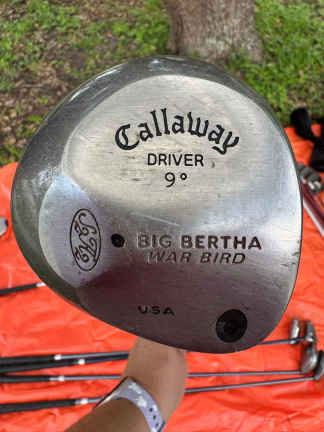 Callaway
DRIVER
9°
BIG BERTHA
WAR BIRD
USA